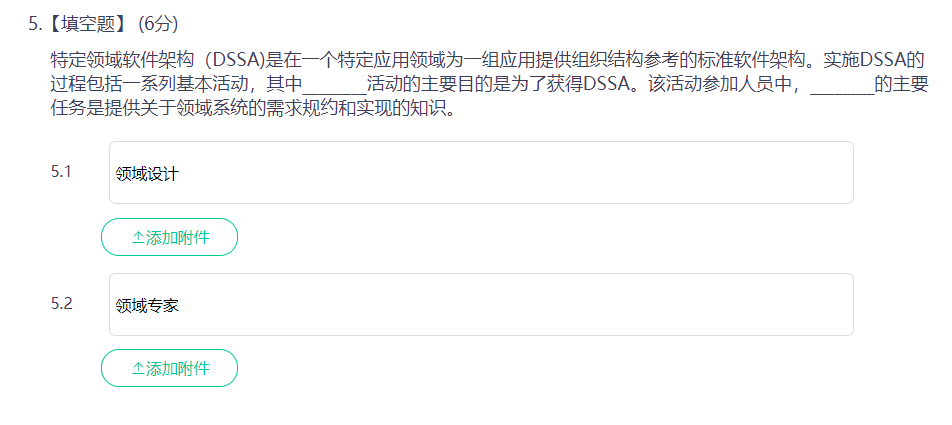 5.【填空题】 (6分)
特定领域软件架构（DSSA)是在一个特定应用领域为一组应用提供组织结构参考的标准软件架构。实施DSSA的
过程包括一系列基本活动，其中________活动的主要目的是为了获得DSSA。该活动参加人员中，________的主要
任务是提供关于领域系统的需求规约和实现的知识。
5.1 领域设计
添加附件
5.2 领域专家
添加附件